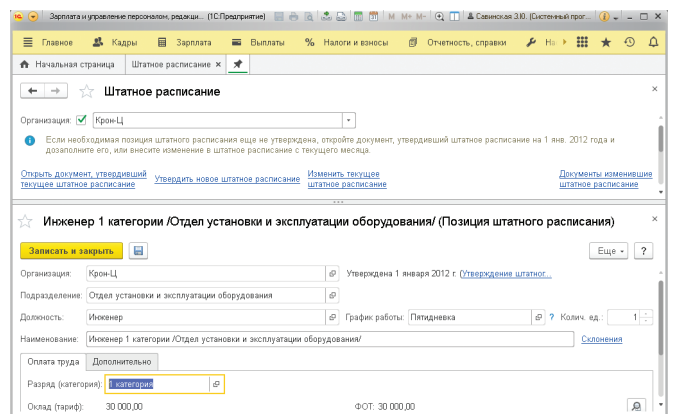 Зарплата и управление персоналом, редакци... (1С:Предприятие) M M+ M- Савинская З.Ю. (Системный прог...
Главное Кадры Зарплата Выплаты % Налоги и взносы Отчетность, справки
Начальная страница Штатное расписание ×
Штатное расписание ×
Организация: Крон-Ц
Если необходимая позиция штатного расписания еще не утверждена, откройте документ, утвердивший штатное расписание на 1 янв. 2012 года и
дозаполните его, или внесите изменение в штатное расписание с текущего месяца.
Открыть документ, утвердивший Утвердить новое штатное расписание Изменить текущее Документы изменившие
текущее штатное расписание штатное расписание штатное расписание
Инженер 1 категории /Отдел установки и эксплуатации оборудования/ (Позиция штатного расписания) ×
Записать и закрыть Еще ?
Организация: Крон-Ц Утверждена 1 января 2012 г. (Утверждение штатног...
Подразделение: Отдел установки и эксплуатации оборудования
Должность: Инженер График работы: Пятидневка ? Колич. ед.: 1
Наименование: Инженер 1 категории /Отдел установки и эксплуатации оборудования/ Склонения
Оплата труда Дополнительно
Разряд (категория): 1 категория
Оклад (тариф): 30 000,00 ФОТ: 30 000,00